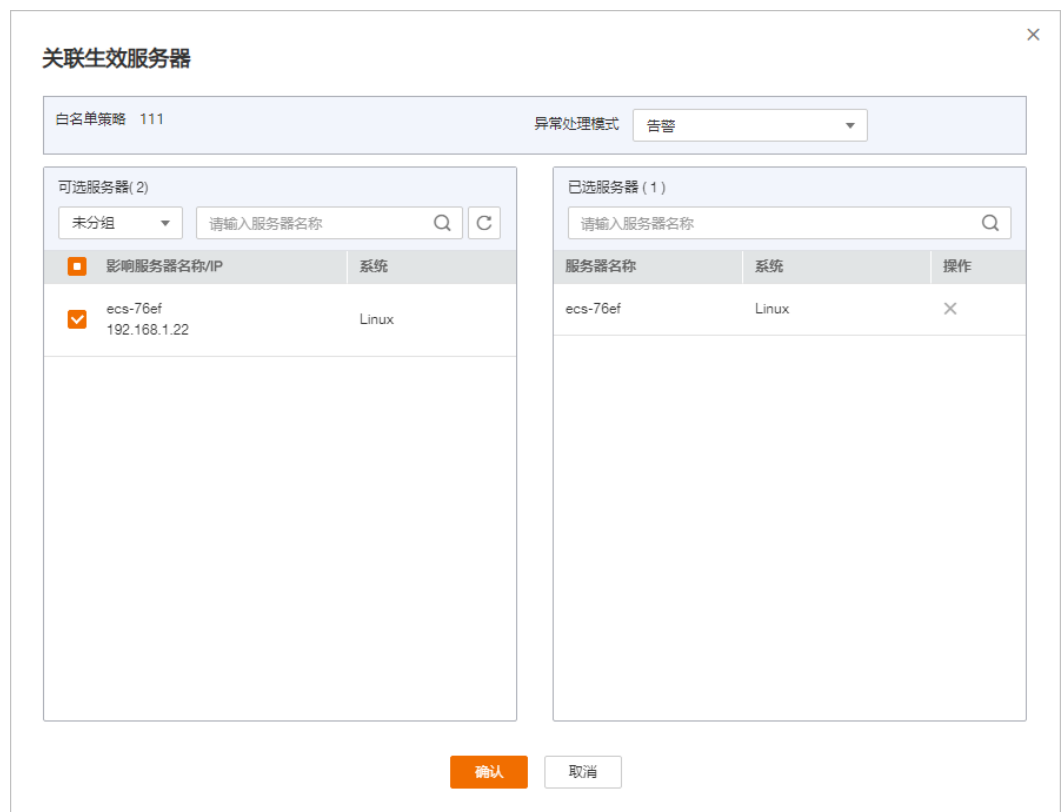 关联生效服务器
白名单策略 111
异常处理模式 告警
可选服务器(2)
未分组 请输入服务器名称
影响服务器名称/IP 系统
ecs-76ef
192.168.1.22
Linux
已选服务器 (1)
请输入服务器名称
服务器名称 系统 操作
ecs-76ef Linux
确认 取消